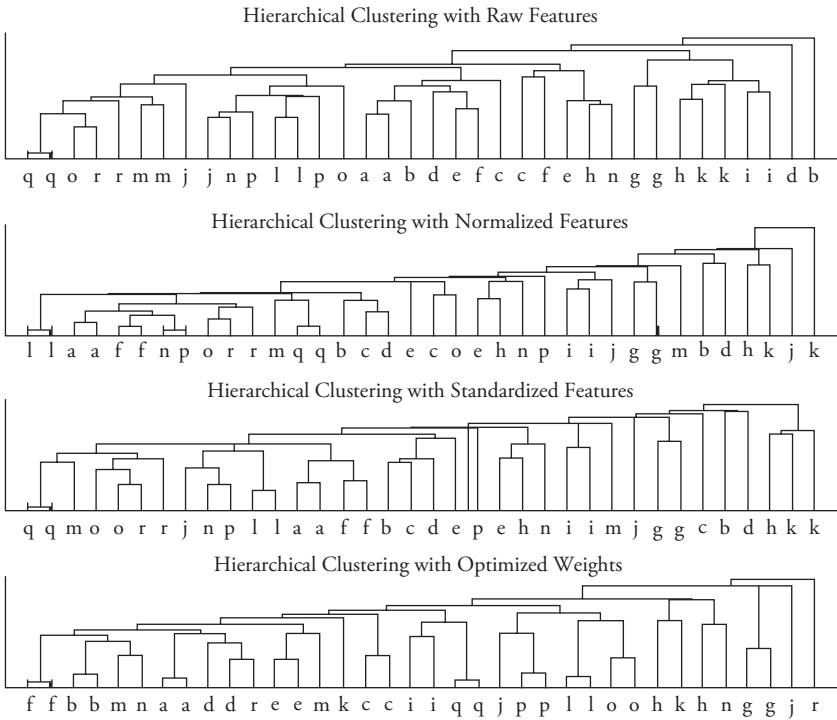 Hierarchical Clustering with Raw Features
q q o r r m m j j n p l l p o a a b d e f c c f e h n g g h k k i i d b
Hierarchical Clustering with Normalized Features
l l a a f f n p o r r m q q b c d e c o e h n p i i j g g m b d h k j k
Hierarchical Clustering with Standardized Features
q q m o o r r j n p l l a a f f b c d e p e h n i i m j g g c b d h k k
Hierarchical Clustering with Optimized Weights
f f b b m n a a d d r e e m k c c i i q q j p p l l o o h k h n g g j r